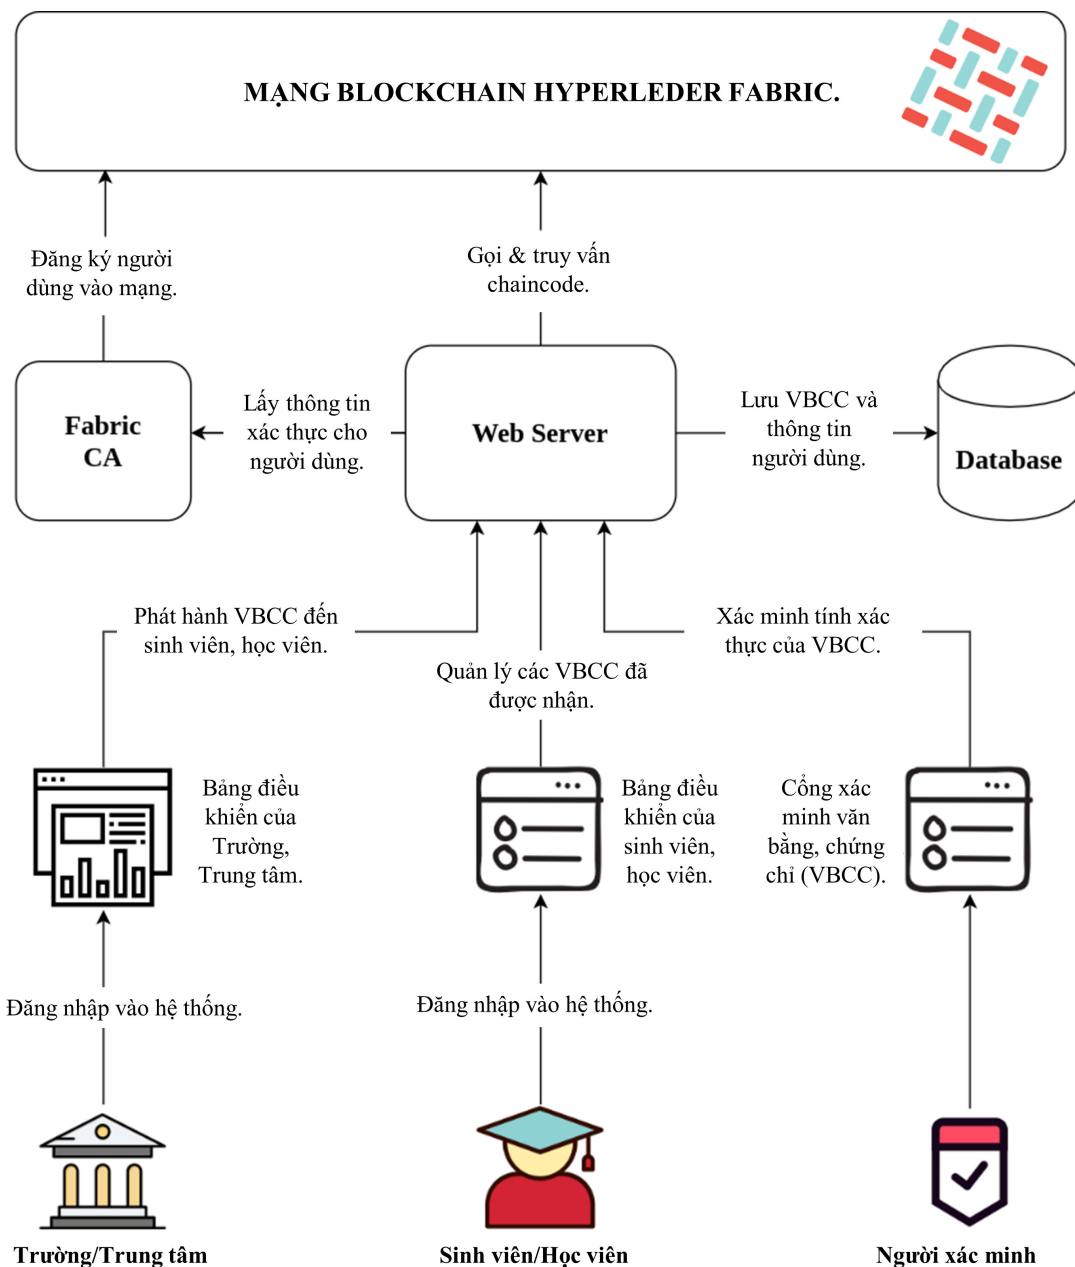 MẠNG BLOCKCHAIN HYPERLEDER FABRIC.
Đăng ký người
dùng vào mạng.
Gọi & truy vấn
chaincode.
Fabric
CA
Lấy thông tin
xác thực cho
người dùng.
Web Server
Lưu VBCC và
thông tin
người dùng.
Database
Phát hành VBCC đến
sinh viên, học viên.
Quản lý các VBCC đã
được nhận.
Xác minh tính xác
thực của VBCC.
Bảng điều
khiển của
Trường,
Trung tâm.
Bảng điều
khiển của
sinh viên,
học viên.
Cổng xác
minh văn
bằng, chứng
chỉ (VBCC).
Đăng nhập vào hệ thống.
Đăng nhập vào hệ thống.
Trường/Trung tâm
Sinh viên/Học viên
Người xác minh